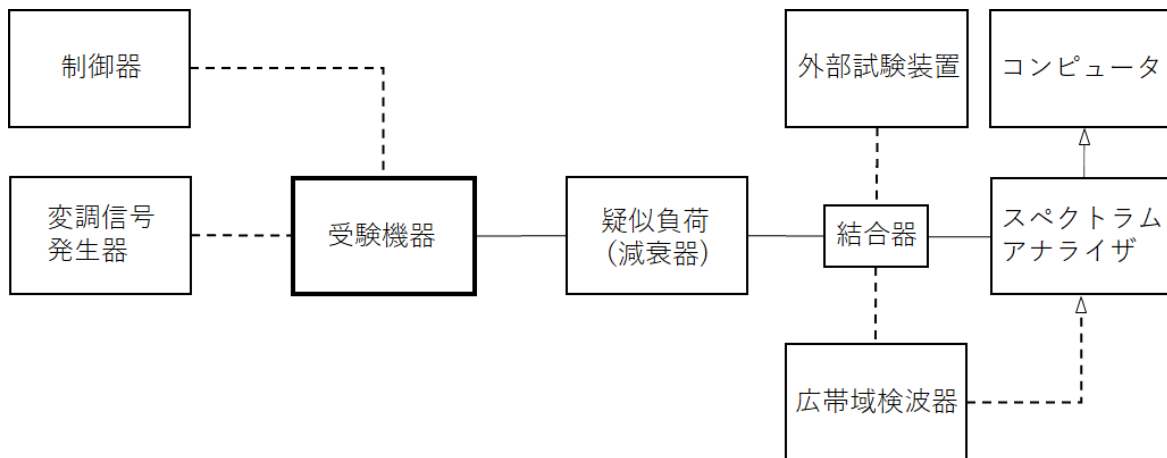 制御器
外部試験装置
コンピュータ
変調信号
発生器
受験機器
疑似負荷
(減衰器)
結合器
スペクトラム
アナライザ
広帯域検波器